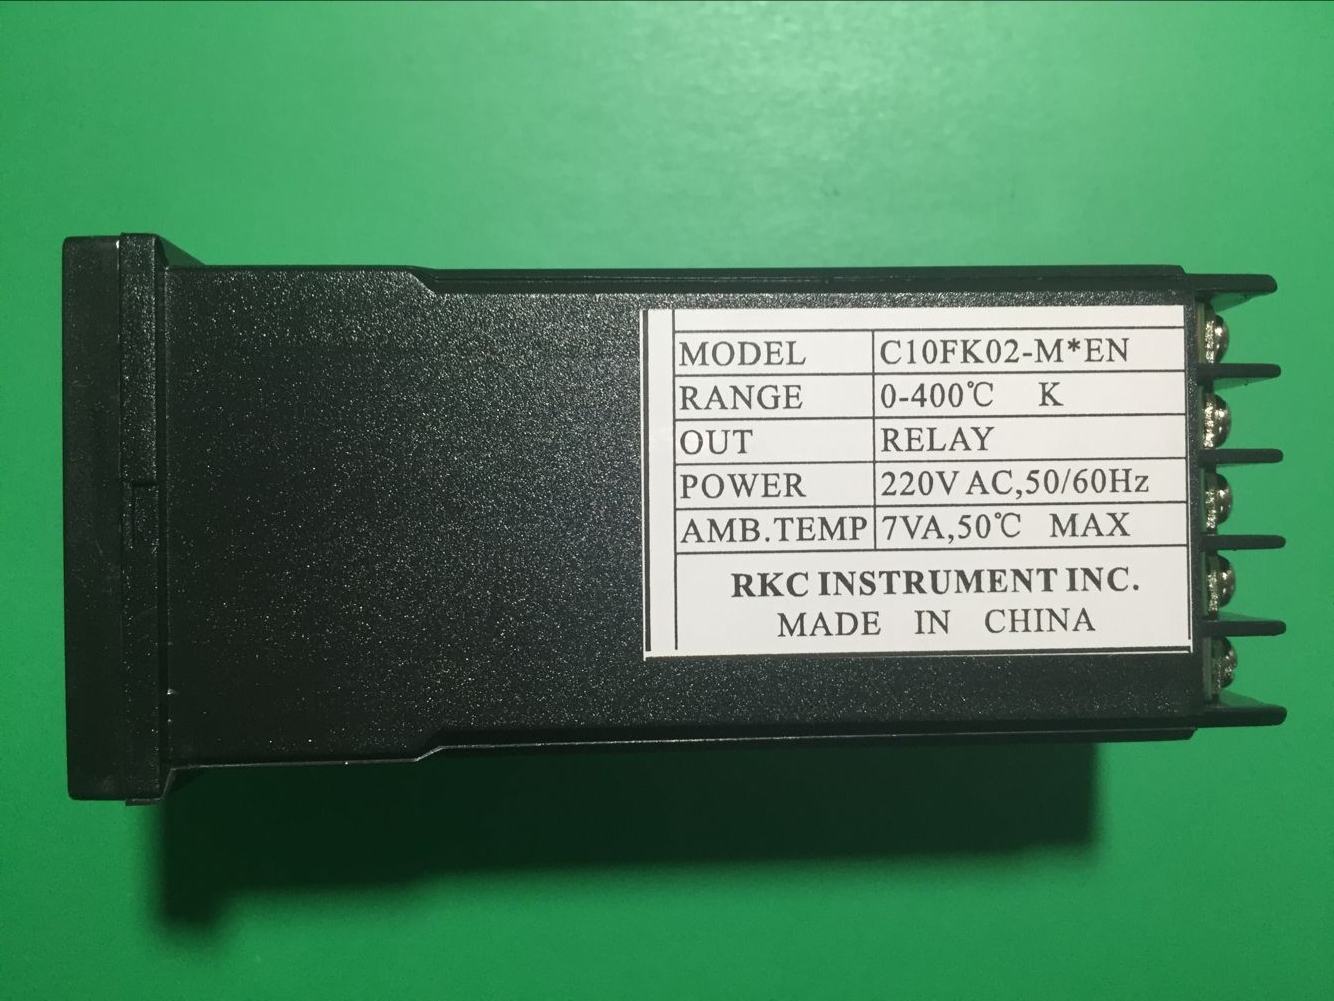 MODEL C10FK02-M*EN
RANGE 0-400℃ K
OUT RELAY
POWER 220V AC,50/60Hz
AMB.TEMP 7VA,50℃ MAX
RKC INSTRUMENT INC.
MADE IN CHINA